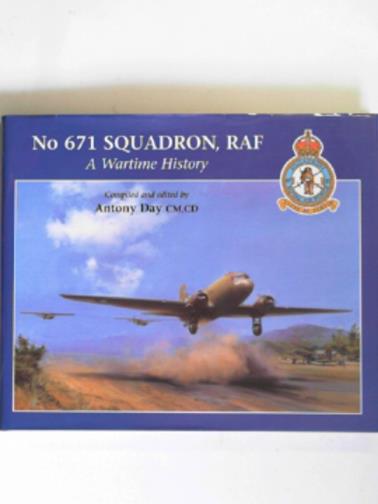 No 671 SQUADRON, RAF
A Wartime History
Compiled and edited by
Antony Day CM,CD